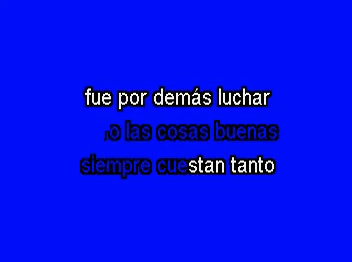 fue por demás luchar
o las cosas buenas
siempre cuestan tanto